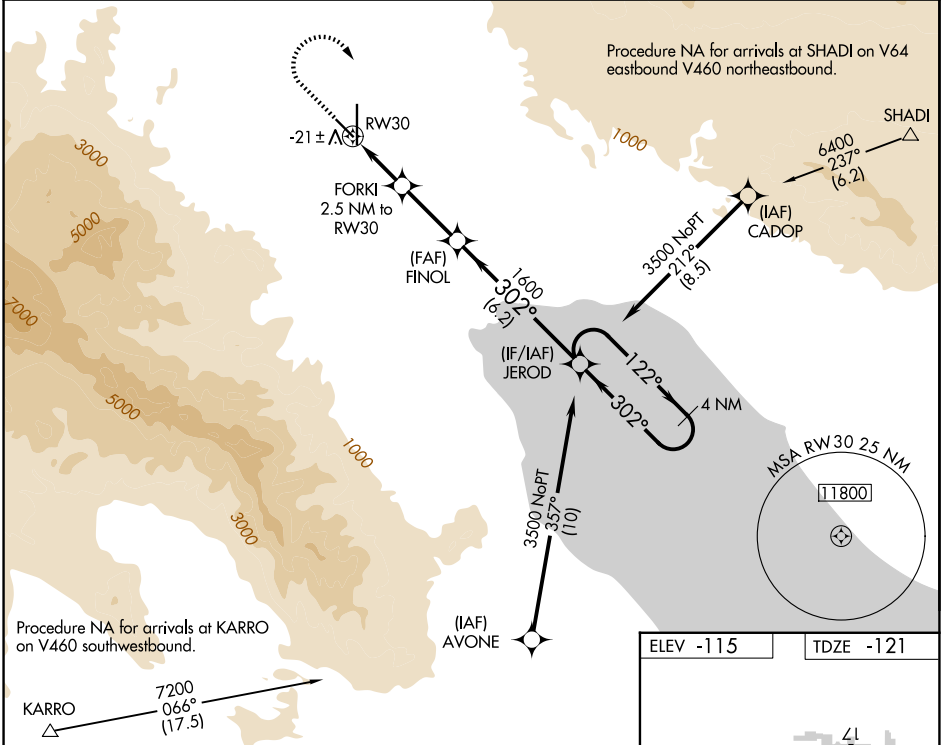 Procedure NA for arrivals at SHADI on V64
eastbound V460 northeastbound.
SHADI
6400
237°
(6.2)
1000
RW30
-21±
3000
5000
7000
5000
3000
1000
FORKI
2.5 NM to
RW30
(FAF)
FINOL
(IAF)
CADOP
3500 NoPT
212°
(8.5)
1600
302°
(6.2)
(IF/IAF)
JEROD
122°
302°
4 NM
MSA RW30 25 NM
11800
3500 NoPT
357°
(10)
(IAF)
AVONE
Procedure NA for arrivals at KARRO
on V460 southwestbound.
KARRO
7200
066°
(17.5)
ELEV -115
TDZE -121